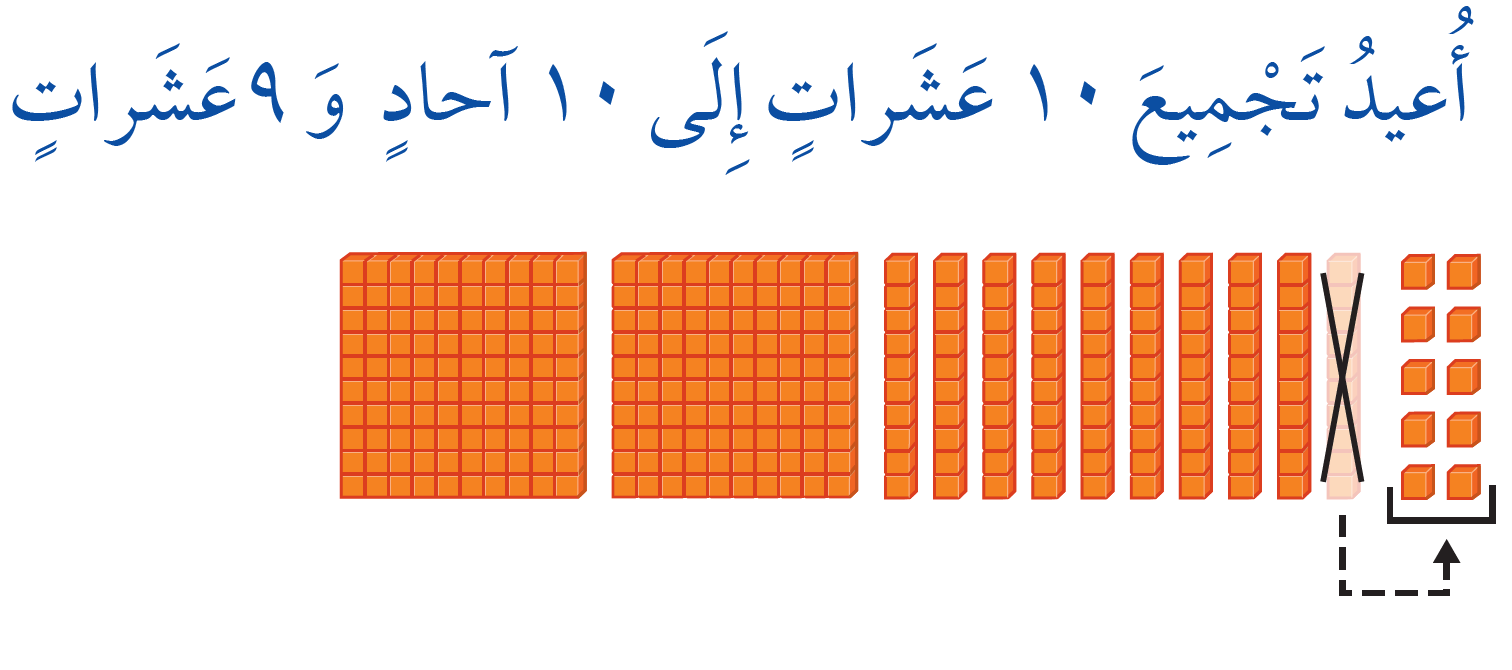 أُعيدُ تَجْمِيعَ ١٠ عَشَراتٍ إِلَى ١٠ آحادٍ وَ ٩ عَشَراتٍ